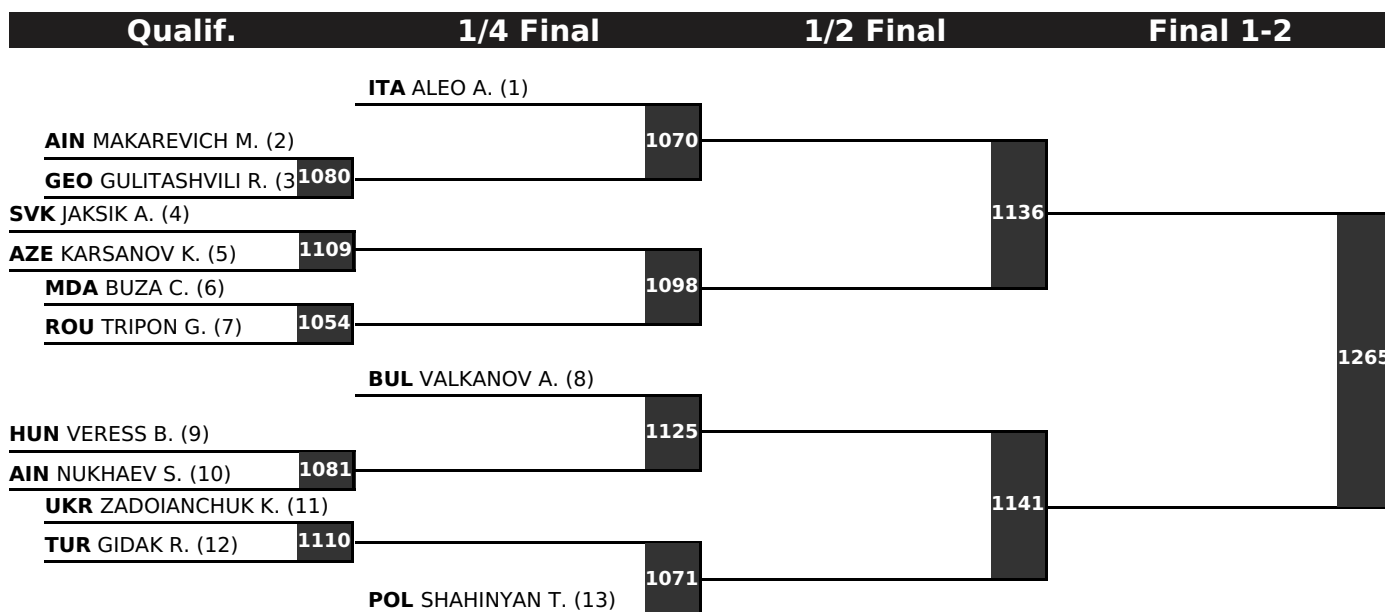 Qualif. 1/4 Final 1/2 Final Final 1-2
ITA ALEO A. (1)
1070
AIN MAKAREVICH M. (2)
1080
GEO GULITASHVILI R. (3
SVK JAKSIK A. (4)
1136
1109
AZE KARSANOV K. (5)
MDA BUZA C. (6)
1098
1054
ROU TRIPON G. (7)
1265
BUL VALKANOV A. (8)
1125
HUN VERESS B. (9)
1081
AIN NUKHAEV S. (10)
UKR ZADOIANCHUK K. (11)
1141
1110
TUR GIDAK R. (12)
1071
POL SHAHINYAN T. (13)